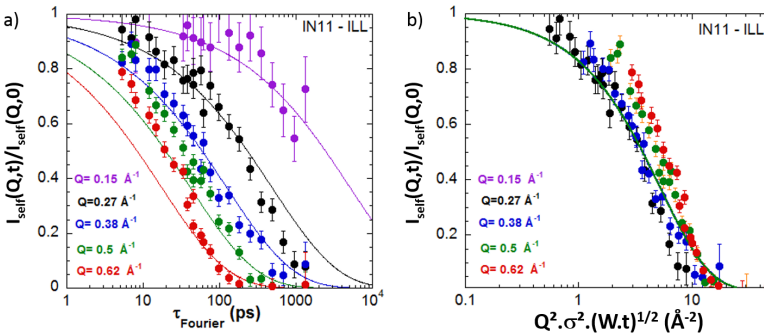 a)
IN11 - ILL
I_self(Q,t)/I_self(Q,0)
1
0.8
0.6
0.4
0.2
0
Q= 0.15 Å⁻¹
Q=0.27 Å⁻¹
Q= 0.38 Å⁻¹
Q= 0.5 Å⁻¹
Q= 0.62 Å⁻¹
1 10 100 1000 10⁴
τ_Fourier (ps)
b)
IN11 - ILL
I_self(Q,t)/I_self(Q,0)
1
0.8
0.6
0.4
0.2
Q= 0.15 Å⁻¹
Q=0.27 Å⁻¹
Q= 0.38 Å⁻¹
Q= 0.5 Å⁻¹
Q= 0.62 Å⁻¹
0.1 1 10
Q².σ².(W.t)^1/2 (Å⁻²)